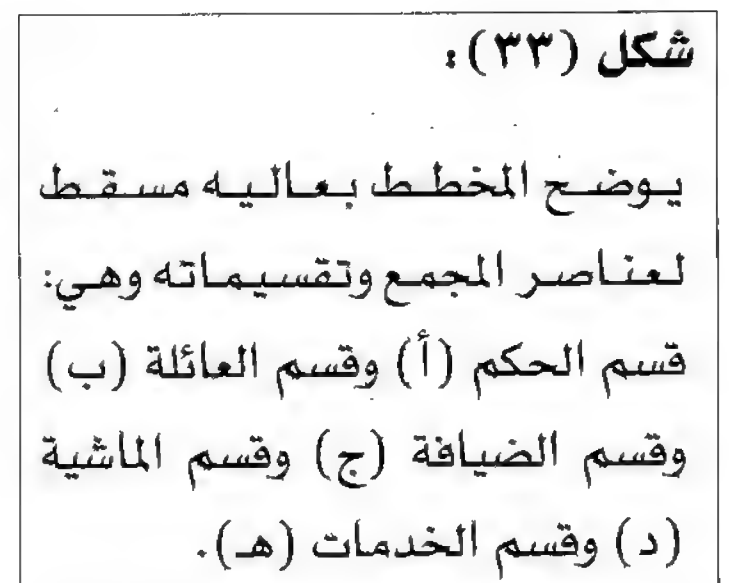 شكل (٣٣):
يوضح المخطط بعاليه مسقط
لعناصر المجمع وتقسيماته وهي:
قسم الحكم (أ) وقسم العائلة (ب)
وقسم الضيافة (ج) وقسم الماشية
(د) وقسم الخدمات (هـ).